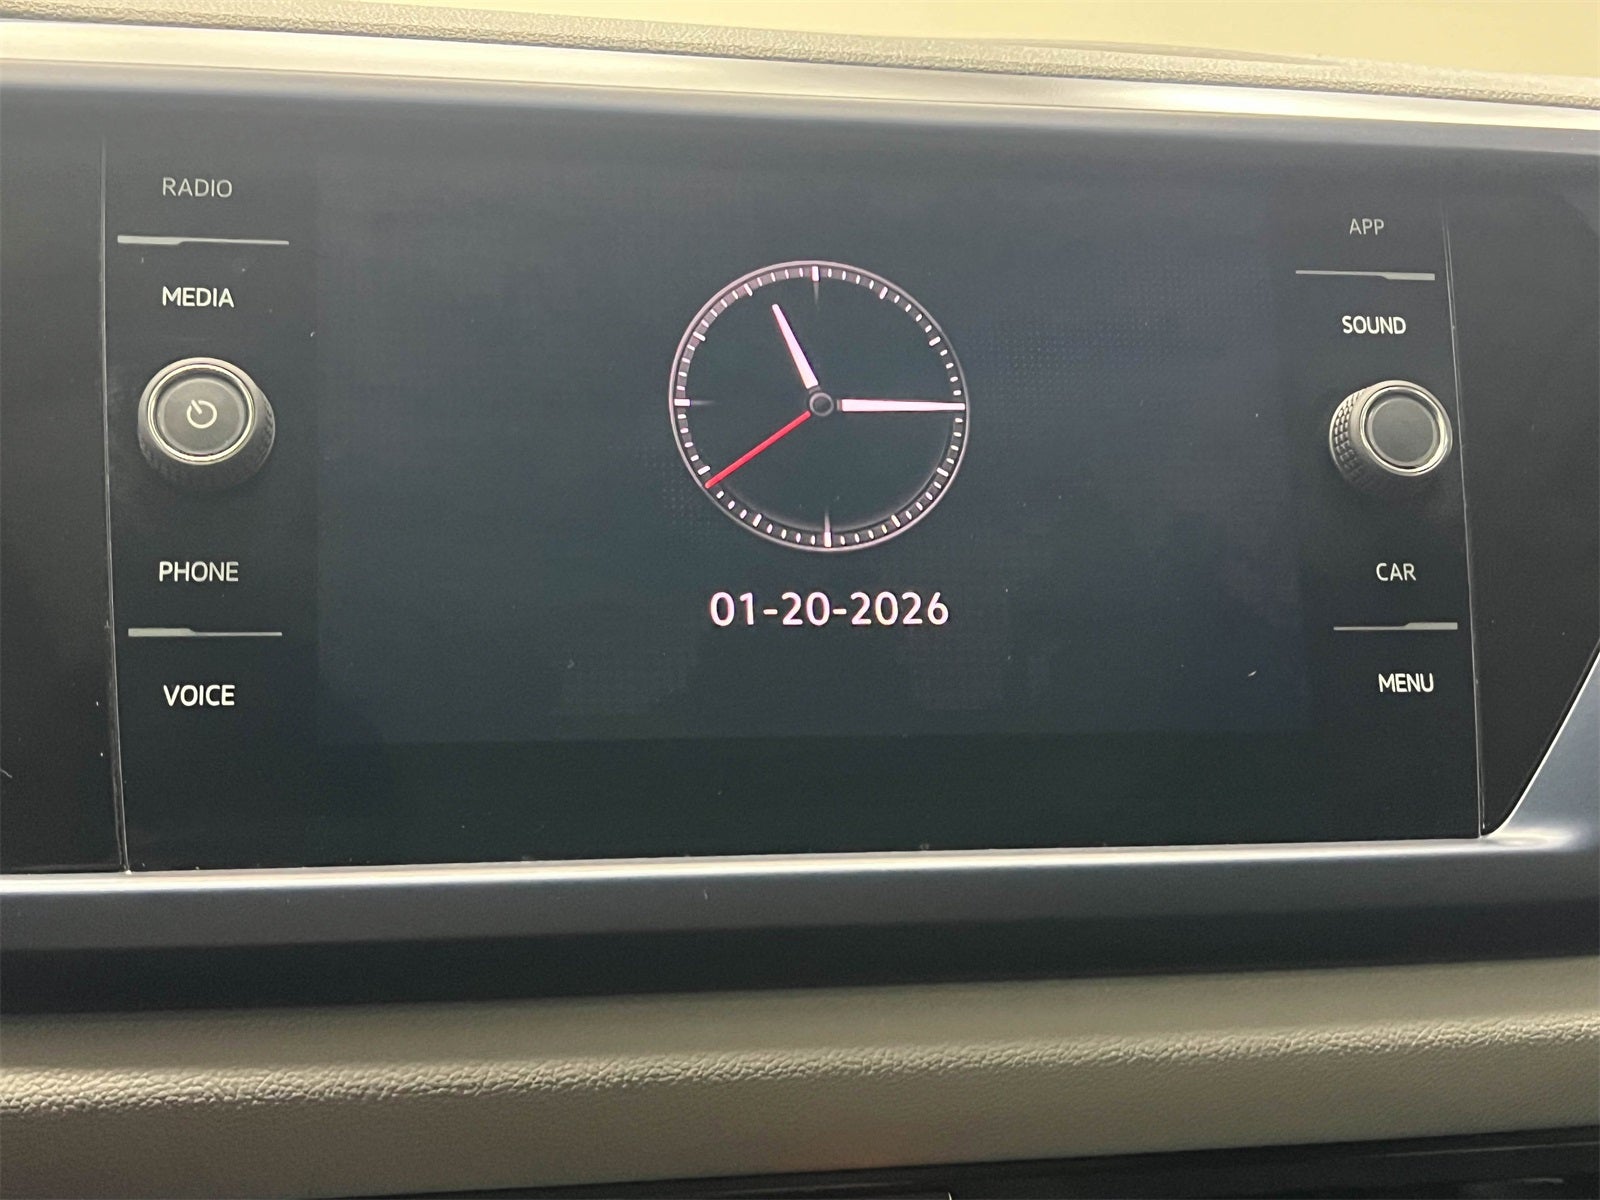 RADIO
MEDIA
PHONE
VOICE
01-20-2026
APP
SOUND
CAR
MENU